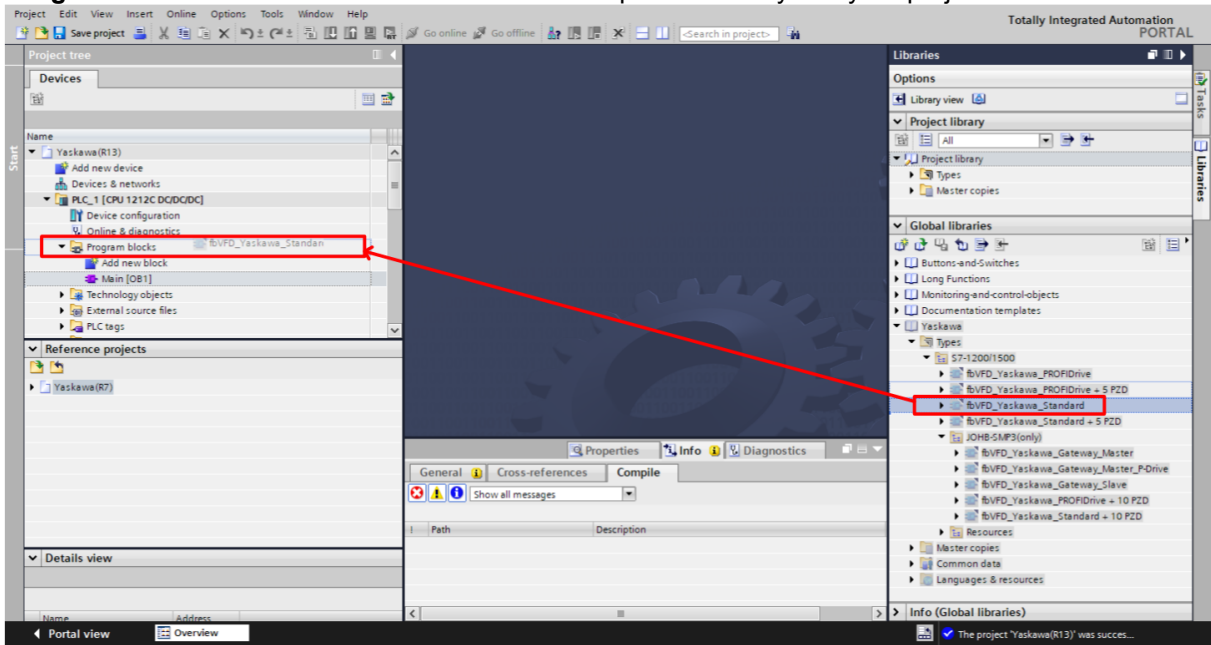 Project Edit View Insert Online Options Tools Window Help
Totally Integrated Automation
PORTAL
Save project
Go online
Go offline
<Search in project>
Project tree
Devices
Name
Yaskawa(R13)
Add new device
Devices & networks
PLC_1 [CPU 1212C DC/DC/DC]
Device configuration
Online & diagnostics
Program blocks
fbVFD_Yaskawa_Standan
Add new block
Main [OB1]
Technology objects
External source files
PLC tags
Reference projects
Yaskawa(R7)
Details view
Name Address
Start
Properties
Info
Diagnostics
General
Cross-references
Compile
Show all messages
! Path Description
Libraries
Options
Library view
Project library
All
Project library
Types
Master copies
Global libraries
Buttons-and-Switches
Long Functions
Monitoring-and-control-objects
Documentation templates
Yaskawa
Types
S7-1200/1500
fbVFD_Yaskawa_PROFIDrive
fbVFD_Yaskawa_PROFIDrive + 5 PZD
fbVFD_Yaskawa_Standard
fbVFD_Yaskawa_Standard + 5 PZD
JOHB-SMP3(only)
fbVFD_Yaskawa_Gateway_Master
fbVFD_Yaskawa_Gateway_Master_P-Drive
fbVFD_Yaskawa_Gateway_Slave
fbVFD_Yaskawa_PROFIDrive + 10 PZD
fbVFD_Yaskawa_Standard + 10 PZD
Resources
Master copies
Common data
Languages & resources
Info (Global libraries)
Tasks
Libraries
Portal view
Overview
The project 'Yaskawa(R13)' was succes...